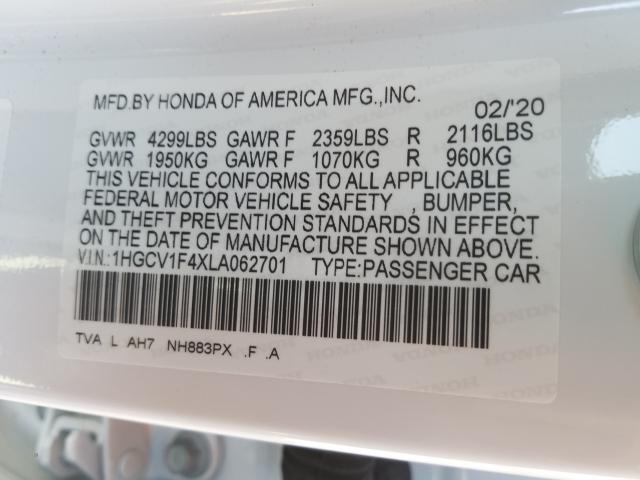 MFD.BY HONDA OF AMERICA MFG.,INC. 02/'20
GVWR 4299LBS GAWR F 2359LBS R 2116LBS
GVWR 1950KG GAWR F 1070KG R 960KG
THIS VEHICLE CONFORMS TO ALL APPLICABLE
FEDERAL MOTOR VEHICLE SAFETY , BUMPER,
AND THEFT PREVENTION STANDARDS IN EFFECT
ON THE DATE OF MANUFACTURE SHOWN ABOVE.
V.I.N.:1HGCV1F4XLA062701 TYPE:PASSENGER CAR
TVA L AH7 NH883PX .F .A